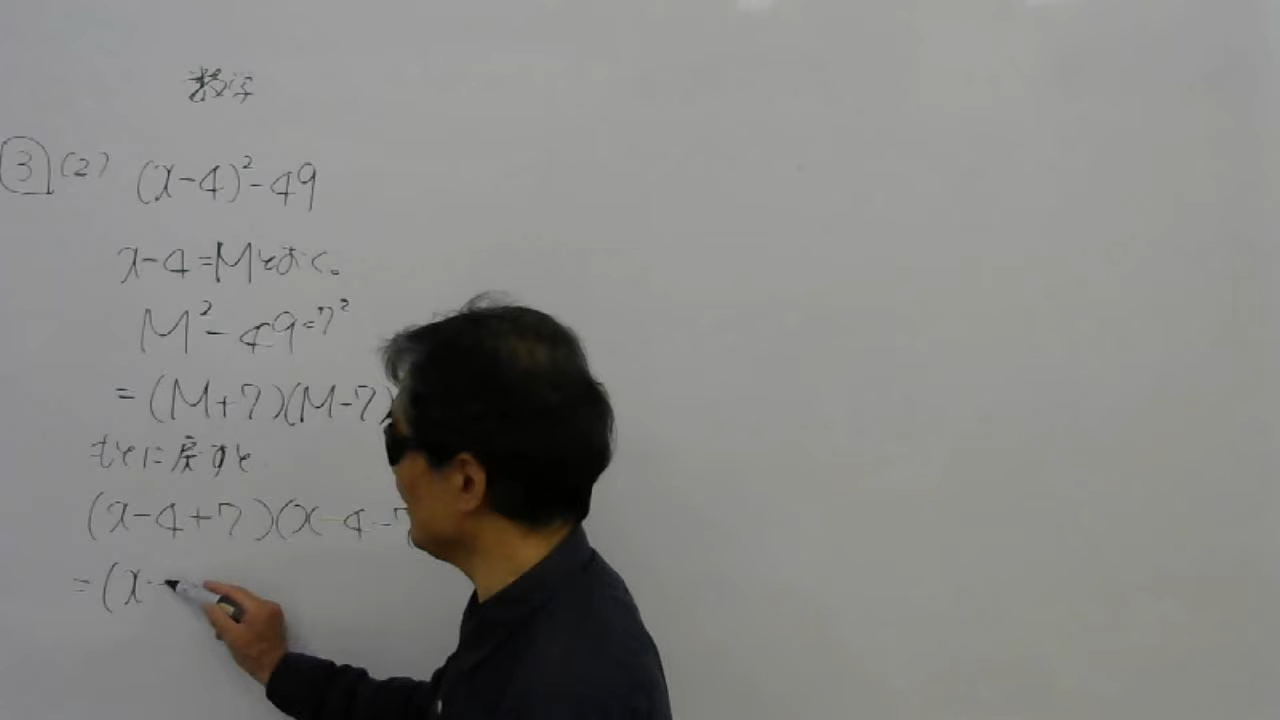 数学
③(2) (x-4)²-49
x-4=Mとおく。
M²-49=7²
=(M+7)(M-7)
もとに戻すと
(x-4+7)(x-4-7
=(x